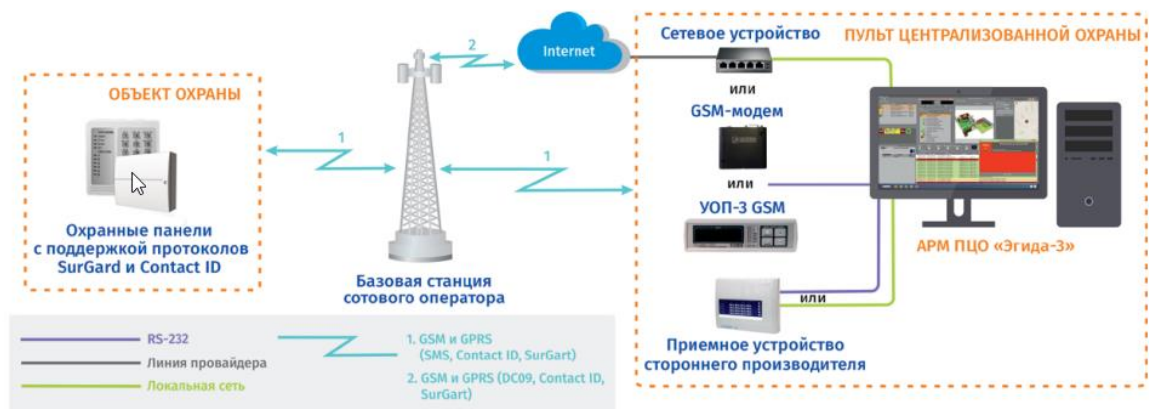 ОБЪЕКТ ОХРАНЫ
Охранные панели
с поддержкой протоколов
SurGard и Contact ID
1
2
Internet
1
Базовая станция
сотового оператора
ПУЛЬТ ЦЕНТРАЛИЗОВАННОЙ ОХРАНЫ
Сетевое устройство
или
GSM-модем
или
УОП-3 GSM
или
Приемное устройство
стороннего производителя
АРМ ПЦО «Эгида-3»
RS-232
Линия провайдера
Локальная сеть
1. GSM и GPRS
(SMS, Contact ID, SurGart)
2. GSM и GPRS (DC09, Contact ID,
SurGart)